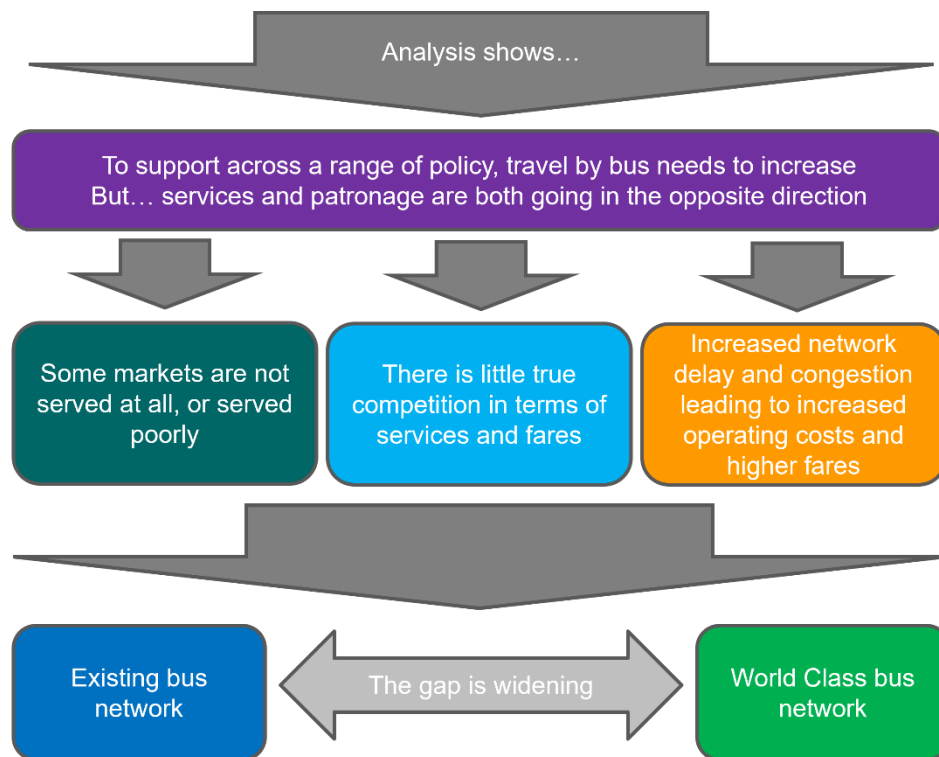 Analysis shows…
To support across a range of policy, travel by bus needs to increase
But… services and patronage are both going in the opposite direction
Some markets are not
served at all, or served
poorly
There is little true
competition in terms of
services and fares
Increased network
delay and congestion
leading to increased
operating costs and
higher fares
Existing bus
network
The gap is widening
World Class bus
network